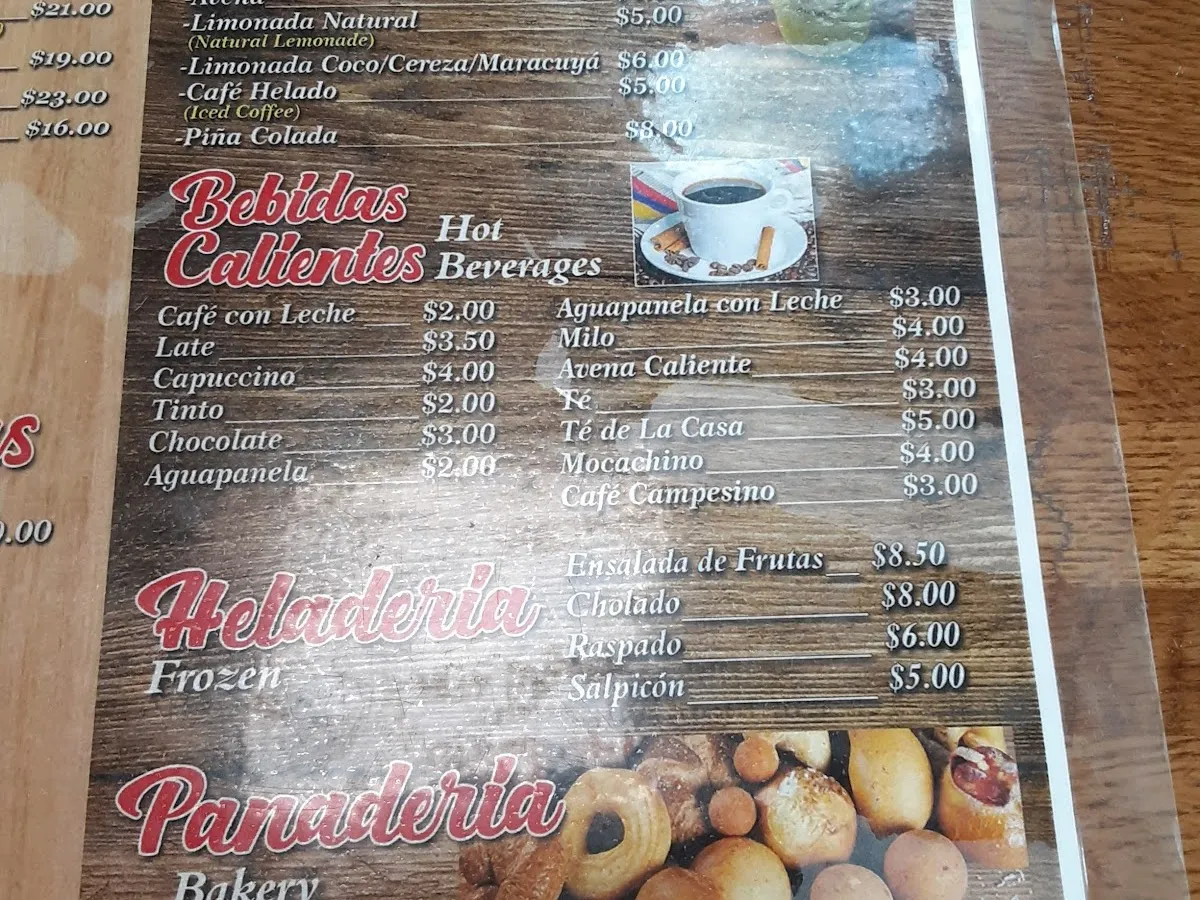 $21.00
$19.00
$23.00
$16.00
-Avena
-Limonada Natural $5.00
(Natural Lemonade)
-Limonada Coco/Cereza/Maracuyá $6.00
-Café Helado $5.00
(Iced Coffee)
-Piña Colada $8.00
Bebidas
Calientes
Hot
Beverages
Café con Leche $2.00
Late $3.50
Capuccino $4.00
Tinto $2.00
Chocolate $3.00
Aguapanela $2.00
Aguapanela con Leche $3.00
Milo $4.00
Avena Caliente $4.00
Té $3.00
Té de La Casa $5.00
Mocachino $4.00
Café Campesino $3.00
Heladería
Frozen
Ensalada de Frutas $8.50
Cholado $8.00
Raspado $6.00
Salpicón $5.00
Panadería
Bakery